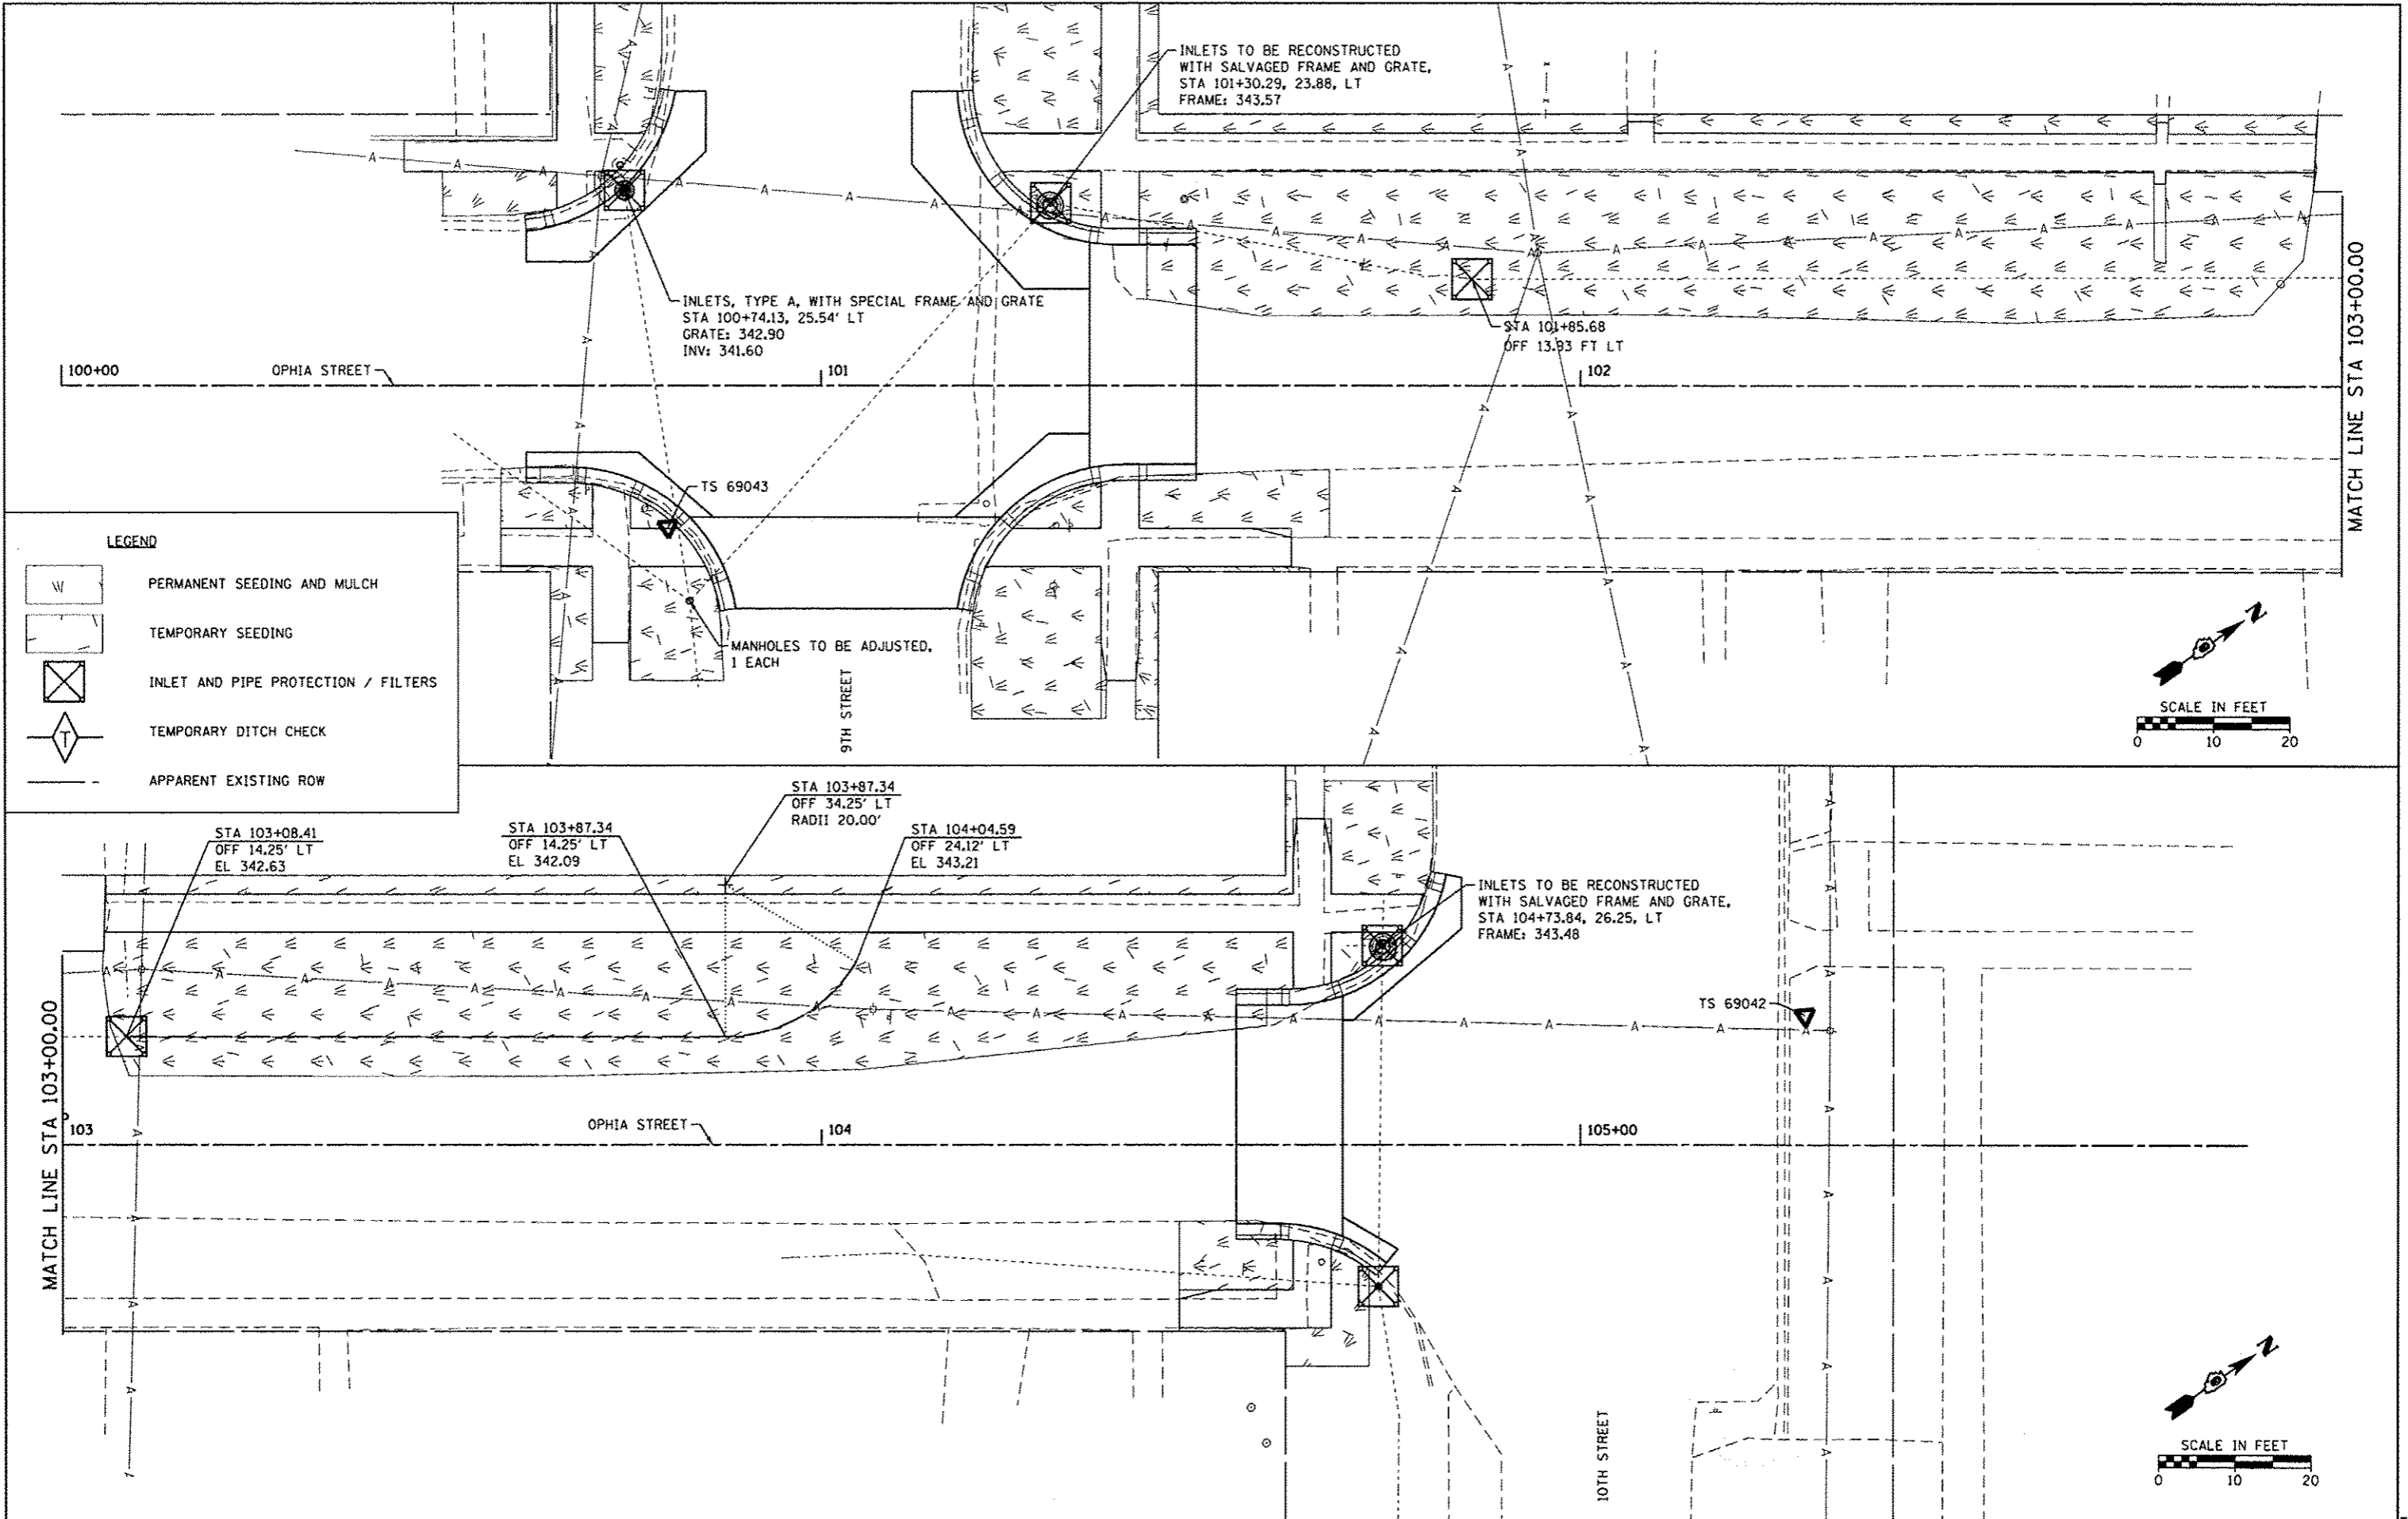 INLETS TO BE RECONSTRUCTED
WITH SALVAGED FRAME AND GRATE,
STA 101+30.29, 23.88, LT
FRAME: 343.57
INLETS, TYPE A, WITH SPECIAL FRAME AND GRATE
STA 100+74.13, 25.54' LT
GRATE: 342.90
INV: 341.60
STA 101+85.68
OFF 13.93 FT LT
100+00
OPHIA STREET
101
102
MATCH LINE STA 103+00.00
TS 69043
MANHOLES TO BE ADJUSTED,
1 EACH
9TH STREET
N
SCALE IN FEET
0 10 20
LEGEND
PERMANENT SEEDING AND MULCH
TEMPORARY SEEDING
INLET AND PIPE PROTECTION / FILTERS
T
TEMPORARY DITCH CHECK
APPARENT EXISTING ROW
STA 103+08.41
OFF 14.25' LT
EL 342.63
STA 103+87.34
OFF 14.25' LT
EL 342.09
STA 103+87.34
OFF 34.25' LT
RADII 20.00'
STA 104+04.59
OFF 24.12' LT
EL 343.21
INLETS TO BE RECONSTRUCTED
WITH SALVAGED FRAME AND GRATE,
STA 104+73.84, 26.25, LT
FRAME: 343.48
TS 69042
MATCH LINE STA 103+00.00
103
OPHIA STREET
104
105+00
10TH STREET
N
SCALE IN FEET
0 10 20